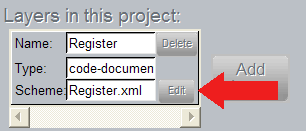 Layers in this project:
Name: Register Delete
Type: code-documen
Scheme: Register.xml Edit
Add